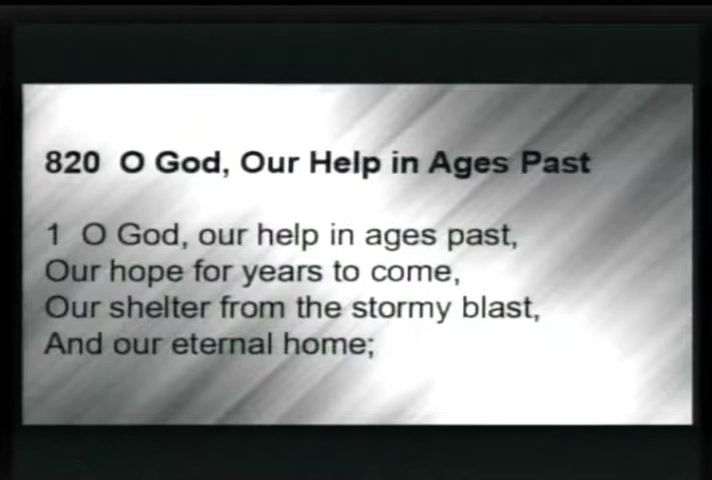 820 O God, Our Help in Ages Past
1 O God, our help in ages past,
Our hope for years to come,
Our shelter from the stormy blast,
And our eternal home;